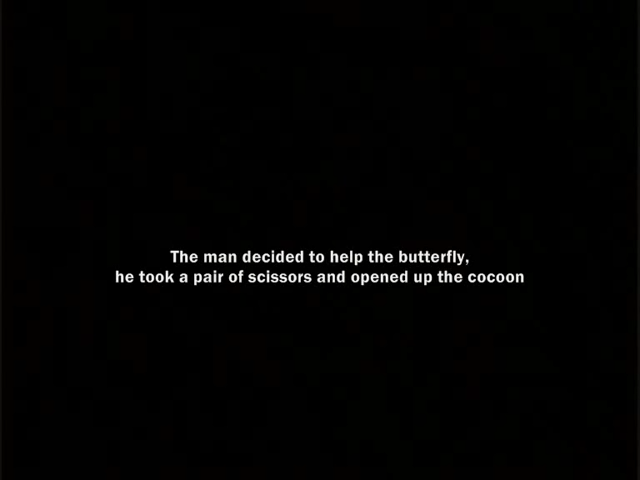 The man decided to help the butterfly,
he took a pair of scissors and opened up the cocoon